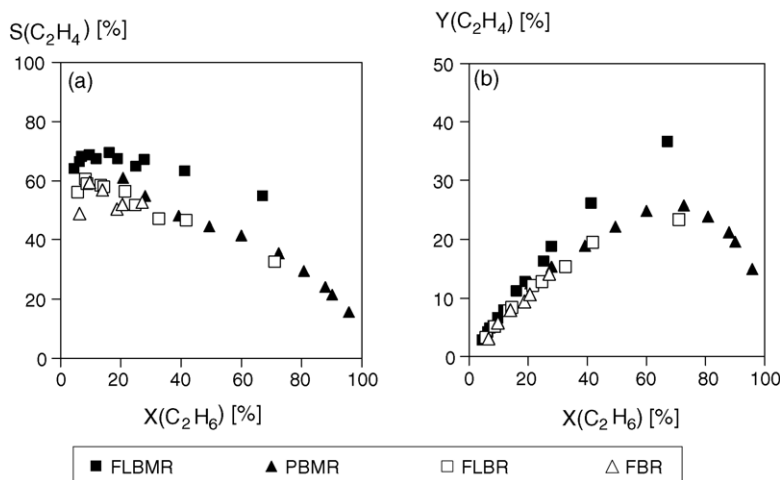 S(C₂H₄) [%]
100
80
60
40
20
0
(a)
0 20 40 60 80 100
X(C₂H₆) [%]
Y(C₂H₄) [%]
50
40
30
20
10
0
(b)
0 20 40 60 80 100
X(C₂H₆) [%]
■ FLBMR ▲ PBMR □ FLBR △ FBR